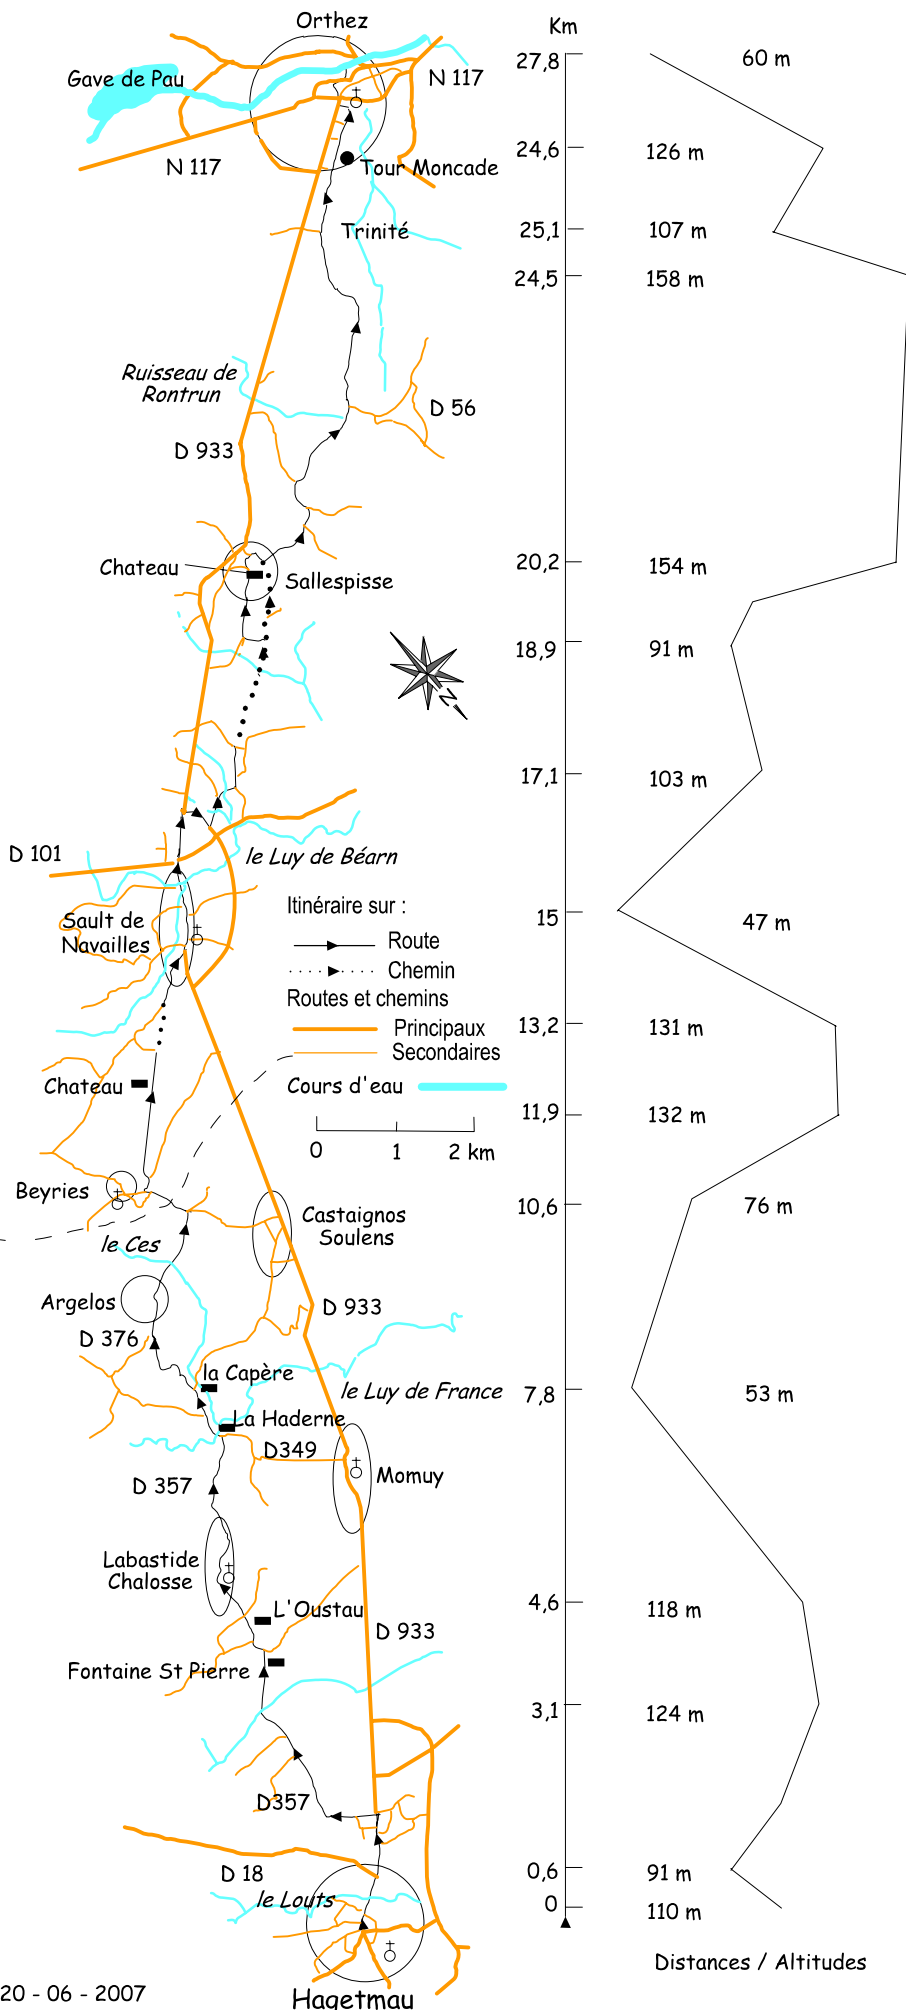 Orthez
Km
27,8
60 m
Gave de Pau
N 117
24,6
126 m
N 117
Tour Moncade
Trinité
25,1
107 m
24,5
158 m
Ruisseau de
Rontrun
D 56
D 933
Chateau
Sallespisse
20,2
154 m
N
18,9
91 m
17,1
103 m
D 101
le Luy de Béarn
Itinéraire sur :
Sault de
Navailles
15
47 m
Route
Chemin
Routes et chemins
Principaux
13,2
131 m
Secondaires
Chateau
Cours d'eau
11,9
132 m
0 1 2 km
Beyries
10,6
76 m
Castaignos
Soulens
le Ces
Argelos
D 933
D 376
la Capère
le Luy de France
7,8
53 m
La Haderne
D349
Momuy
D 357
Labastide
Chalosse
L'Oustau
4,6
118 m
D 933
Fontaine St Pierre
3,1
124 m
D357
D 18
0,6
91 m
le Louts
0
110 m
Distances / Altitudes
20 - 06 - 2007
Hagetmau